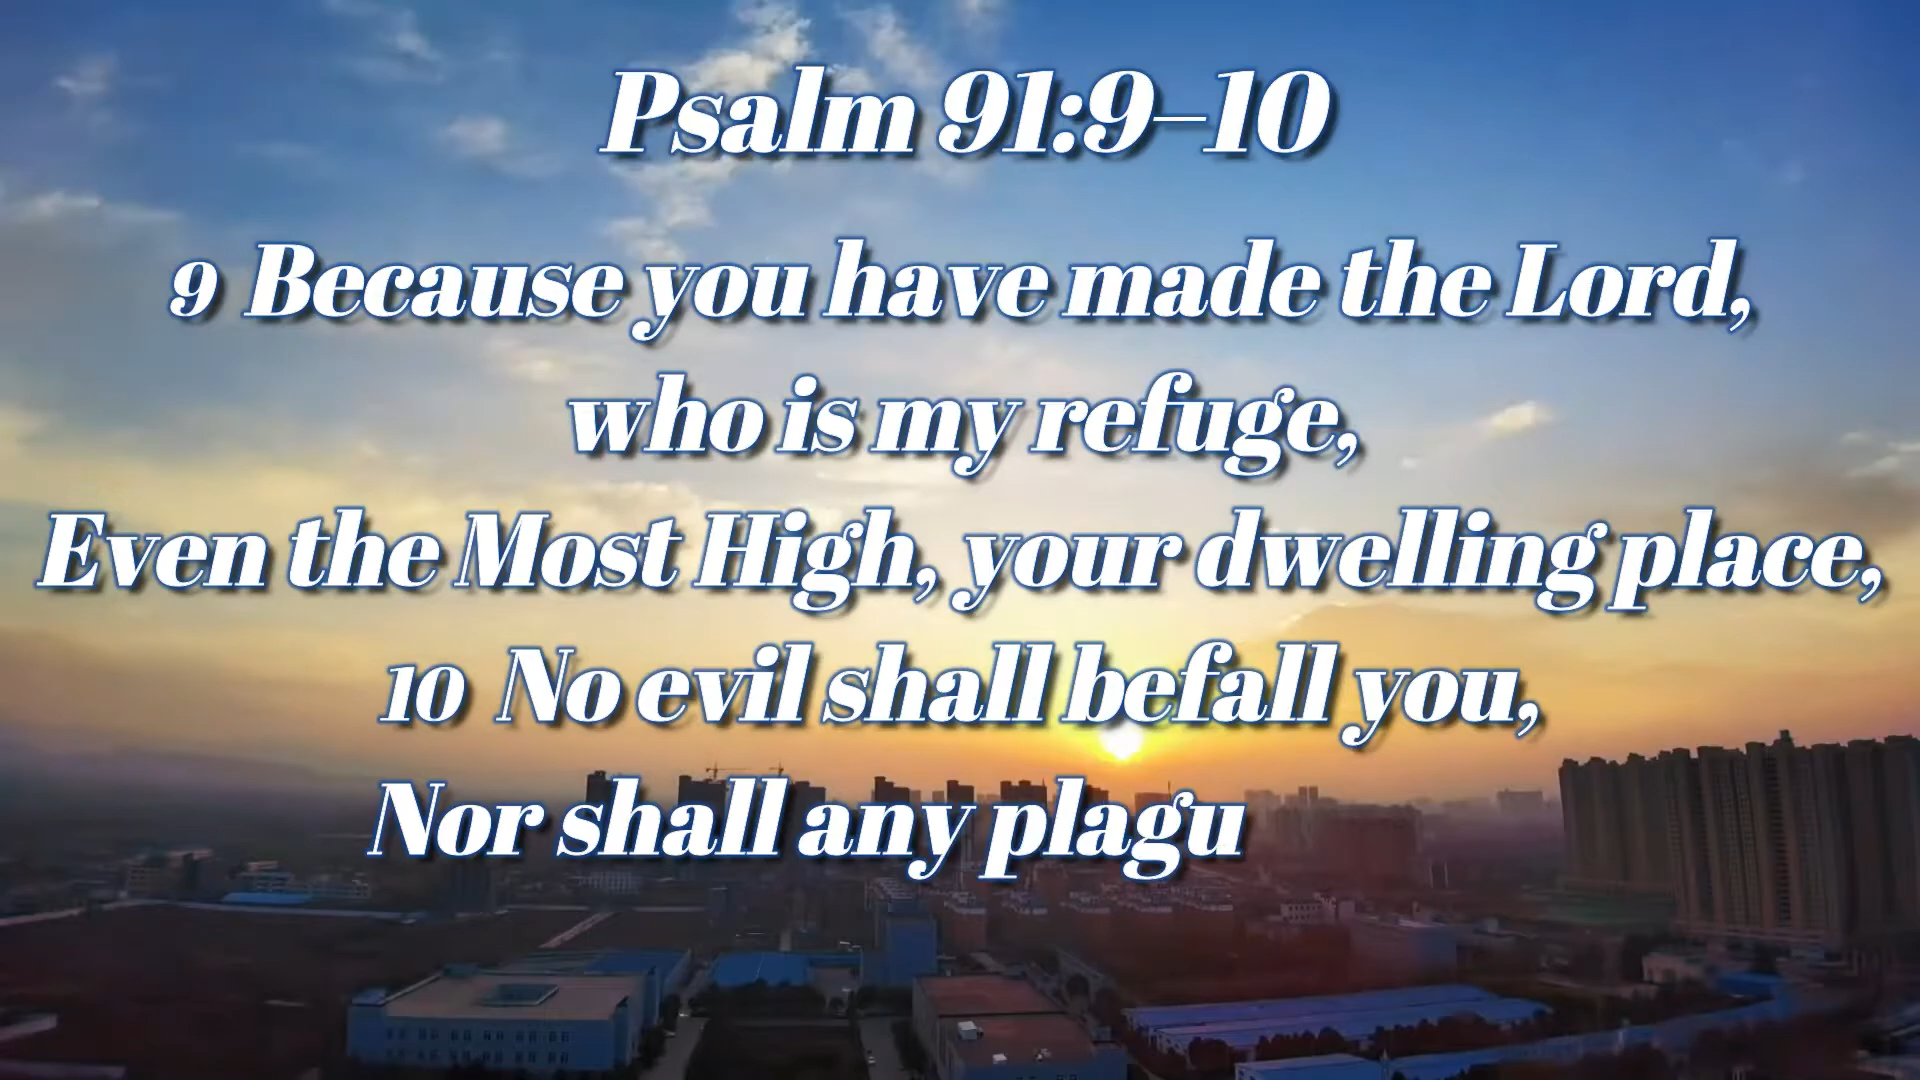 Psalm 91:9–10
9 Because you have made the Lord,
who is my refuge,
Even the Most High, your dwelling place,
10 No evil shall befall you,
Nor shall any plagu